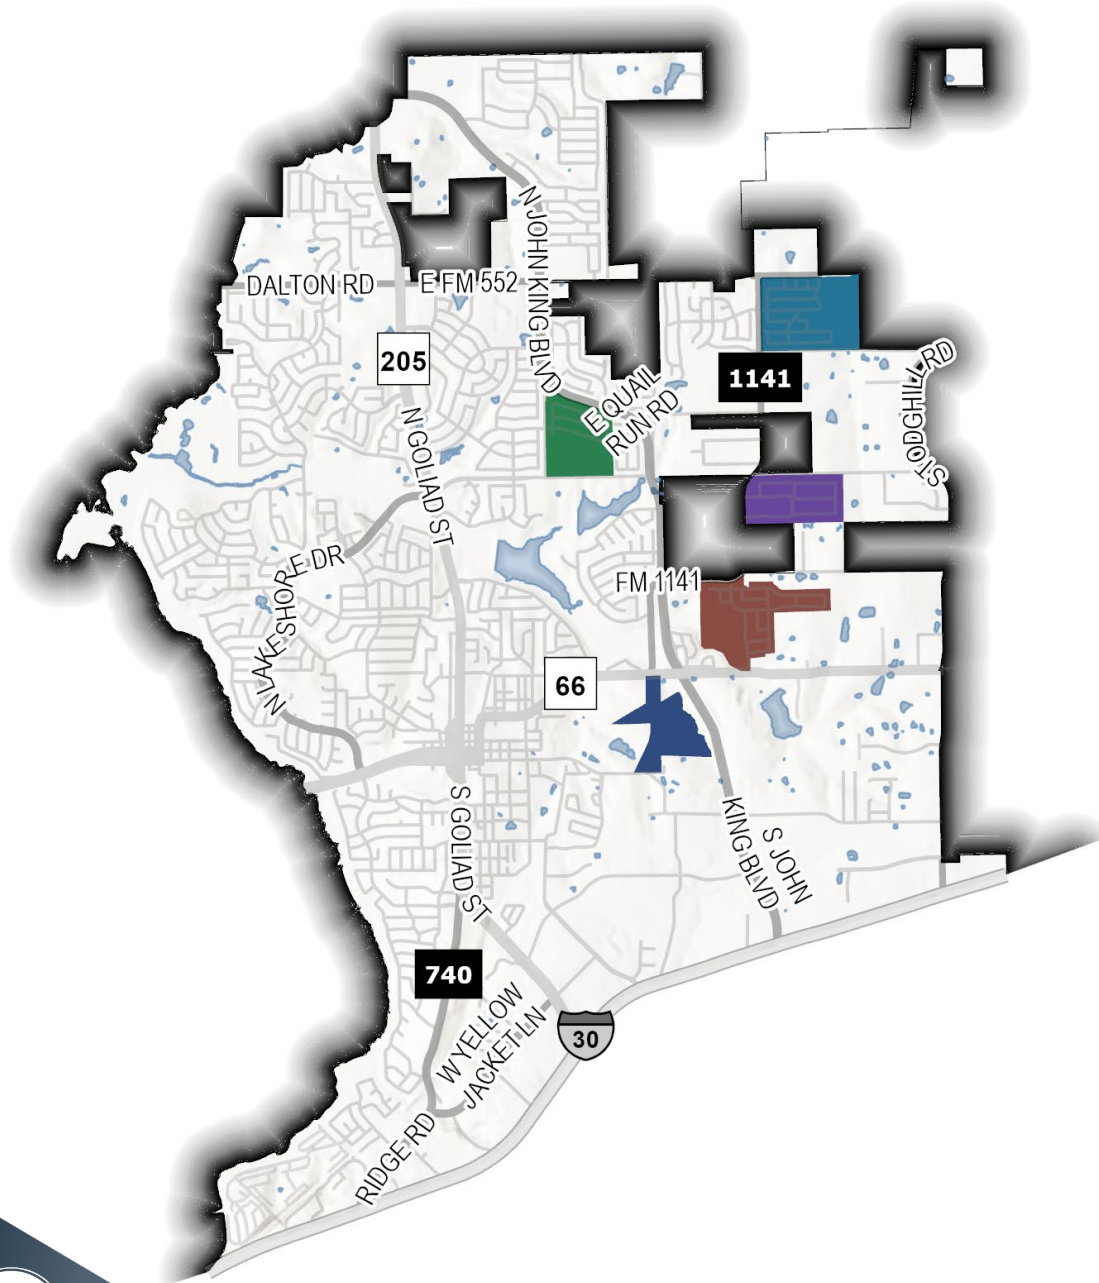 N JOHN KING BLVD
DALTON RD
E FM 552
205
1141
STODGHILL RD
E QUAIL
RUN RD
N GOLIAD ST
N LAKESHORE DR
FM 1141
66
S GOLIAD ST
S JOHN
KING BLVD
740
W YELLOW
JACKET LN
30
RIDGE RD